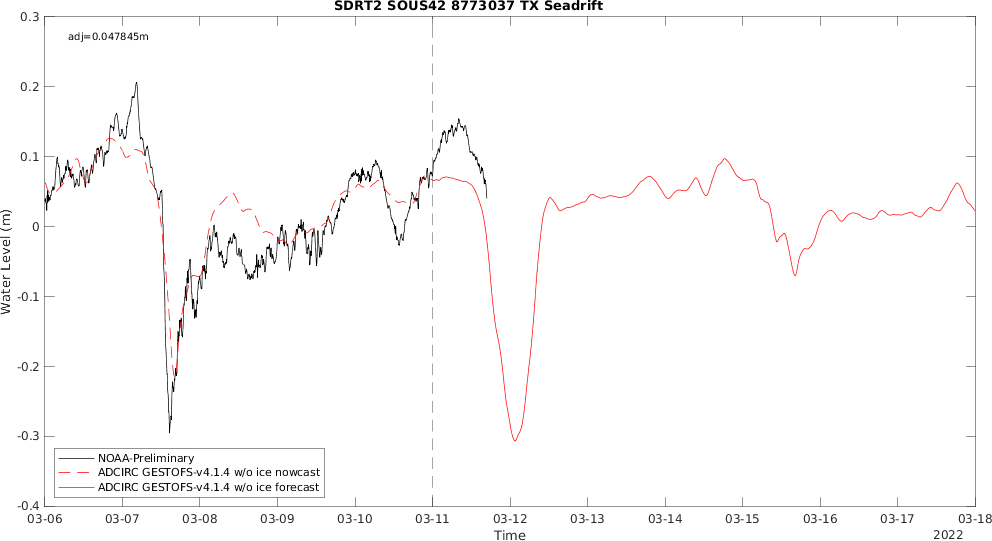 SDRT2 SOUS42 8773037 TX Seadrift
adj=0.047845m
0.3
0.2
0.1
0
-0.1
-0.2
-0.3
-0.4
Water Level (m)
NOAA-Preliminary
ADCIRC GESTOFS-v4.1.4 w/o ice nowcast
ADCIRC GESTOFS-v4.1.4 w/o ice forecast
03-06 03-07 03-08 03-09 03-10 03-11 03-12 03-13 03-14 03-15 03-16 03-17 03-18
Time
2022